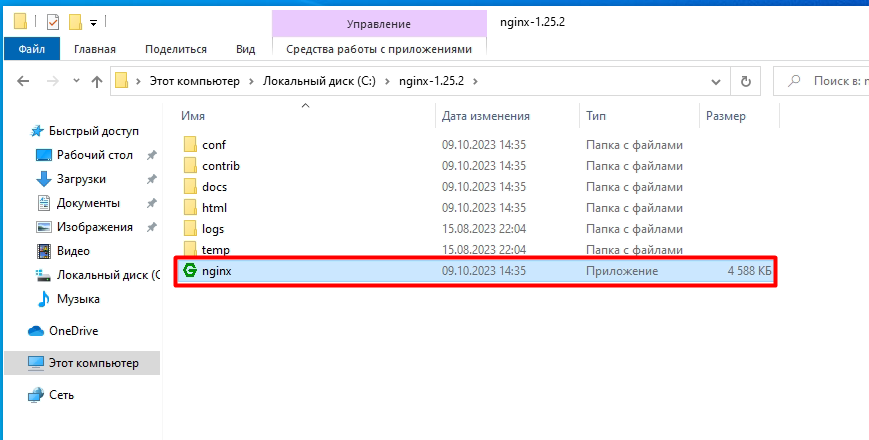 Управление
nginx-1.25.2
Файл Главная Поделиться Вид Средства работы с приложениями
Этот компьютер Локальный диск (C:) nginx-1.25.2 Поиск в: n
Имя Дата изменения Тип Размер
Быстрый доступ
Рабочий стол
Загрузки
Документы
Изображения
Видео
Локальный диск (C
Музыка
OneDrive
Этот компьютер
Сеть
conf 09.10.2023 14:35 Папка с файлами
contrib 09.10.2023 14:35 Папка с файлами
docs 09.10.2023 14:35 Папка с файлами
html 09.10.2023 14:35 Папка с файлами
logs 15.08.2023 22:04 Папка с файлами
temp 15.08.2023 22:04 Папка с файлами
nginx 09.10.2023 14:35 Приложение 4 588 КБ